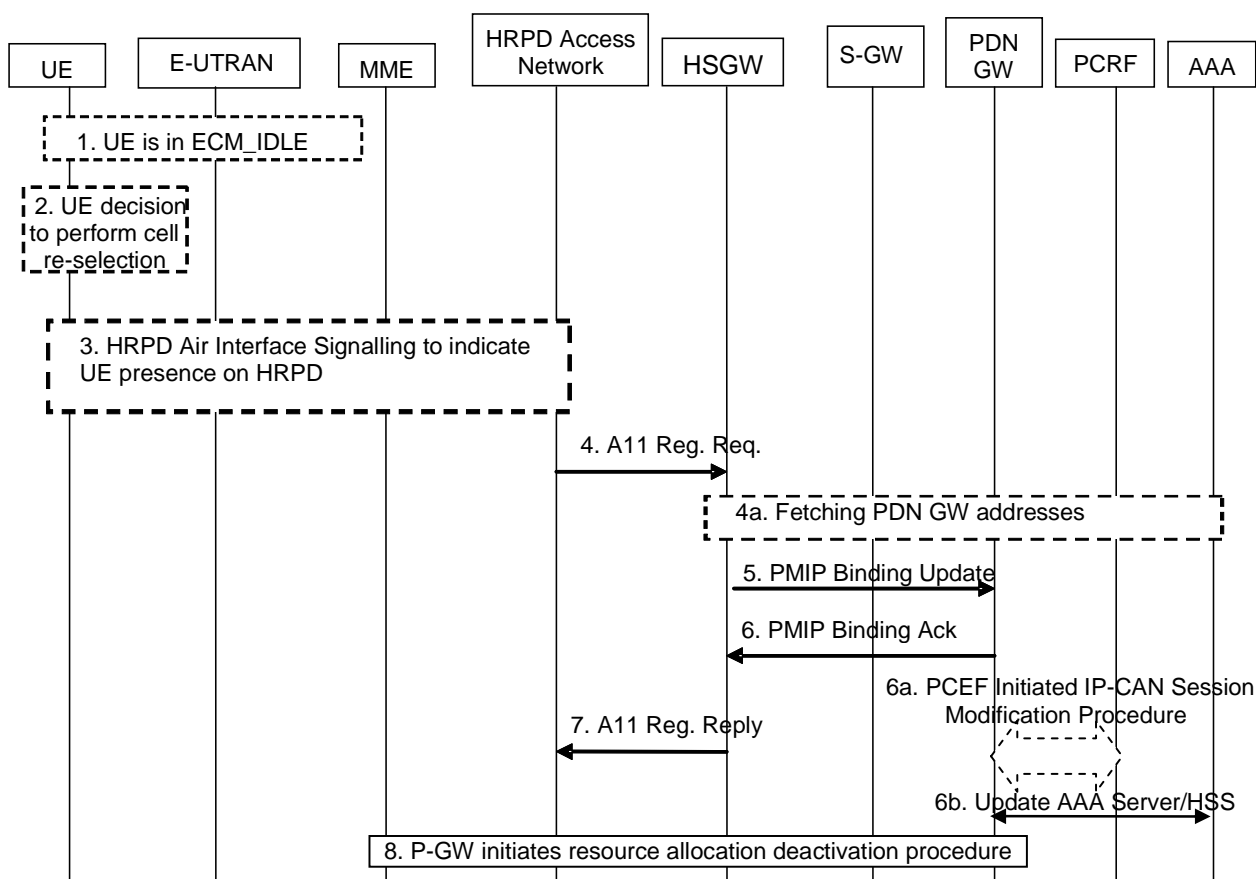 UE
E-UTRAN
MME
HRPD Access
Network
HSGW
S-GW
PDN
GW
PCRF
AAA
1. UE is in ECM_IDLE
2. UE decision
to perform cell
re-selection
3. HRPD Air Interface Signalling to indicate
UE presence on HRPD
4. A11 Reg. Req.
4a. Fetching PDN GW addresses
5. PMIP Binding Update
6. PMIP Binding Ack
6a. PCEF Initiated IP-CAN Session
Modification Procedure
7. A11 Reg. Reply
6b. Update AAA Server/HSS
8. P-GW initiates resource allocation deactivation procedure